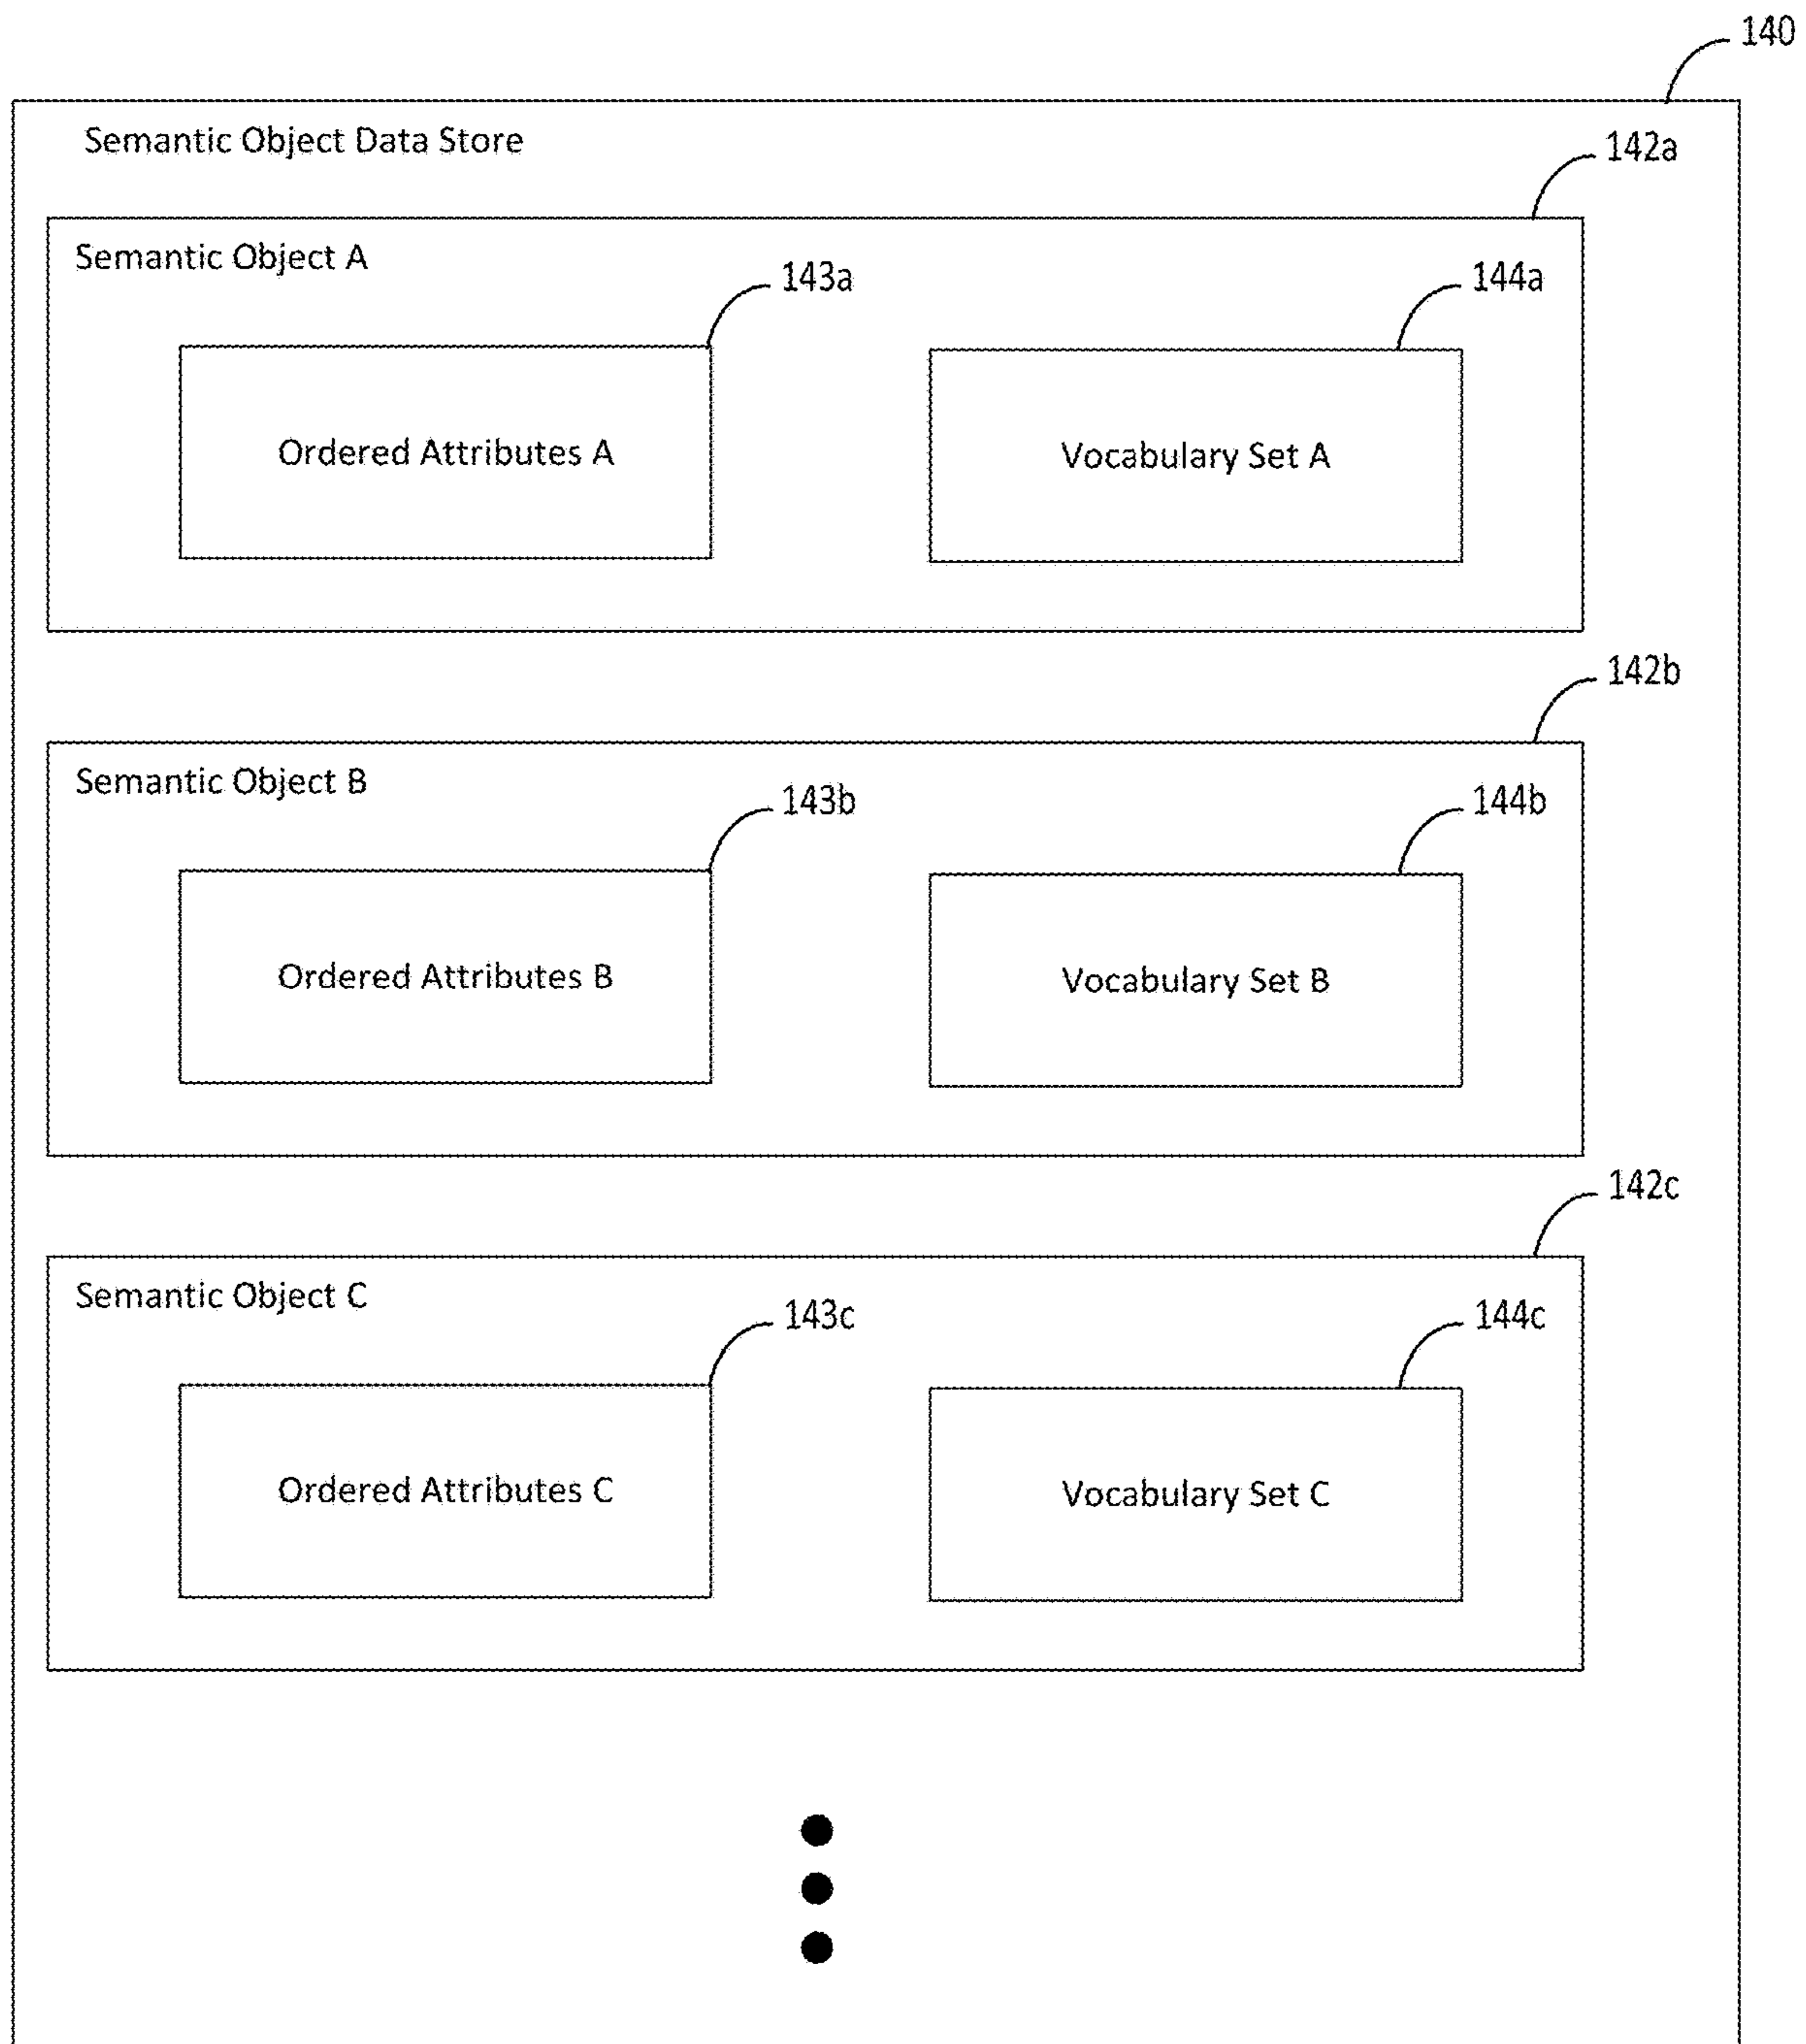 140
Semantic Object Data Store
142a
Semantic Object A
143a
144a
Ordered Attributes A
Vocabulary Set A
142b
Semantic Object B
143b
144b
Ordered Attributes B
Vocabulary Set B
142c
Semantic Object C
143c
144c
Ordered Attributes C
Vocabulary Set C